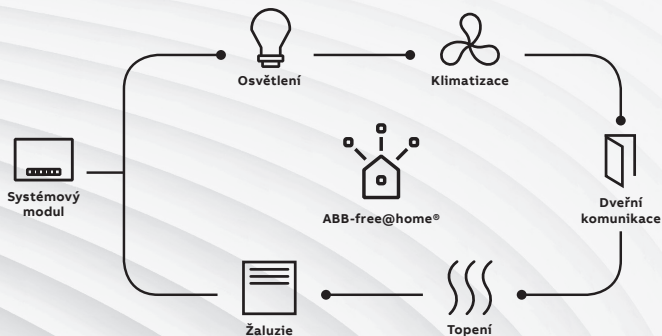 Osvětlení
Klimatizace
Systémový
modul
ABB-free@home®
Dveřní
komunikace
Žaluzie
Topení